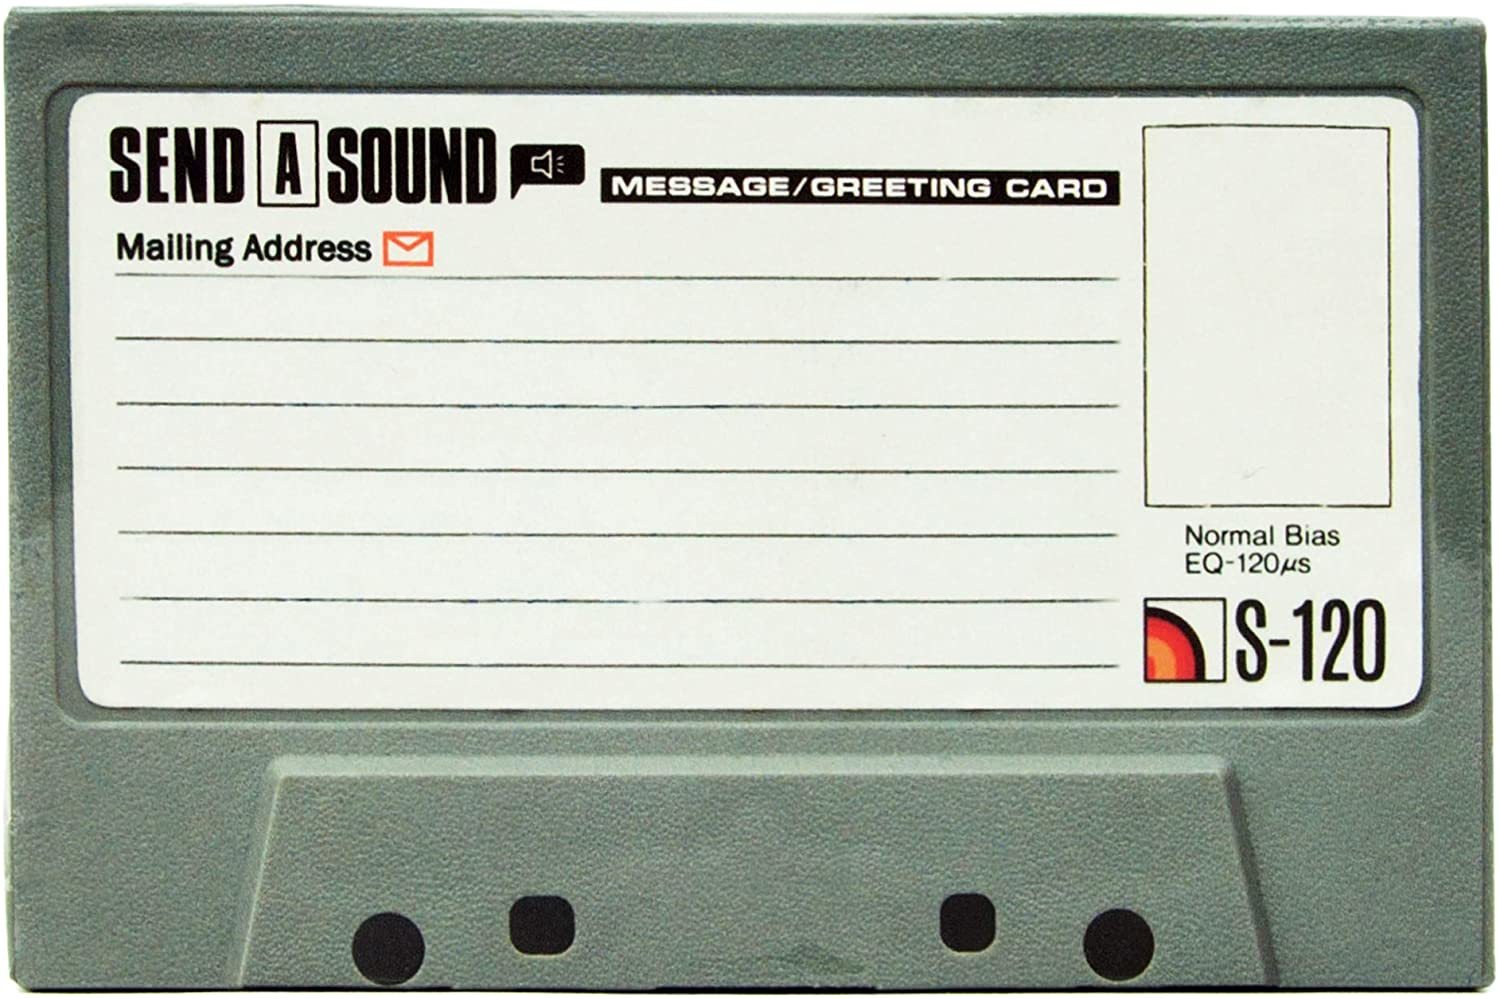 SEND A SOUND
MESSAGE/GREETING CARD
Mailing Address
Normal Bias
EQ-120μs
S-120